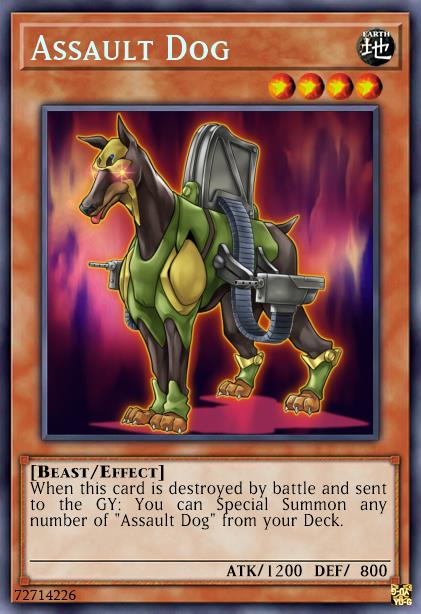 Assault Dog
EARTH
地
[Beast/Effect]
When this card is destroyed by battle and sent
to the GY: You can Special Summon any
number of "Assault Dog" from your Deck.
ATK/1200 DEF/ 800
72714226